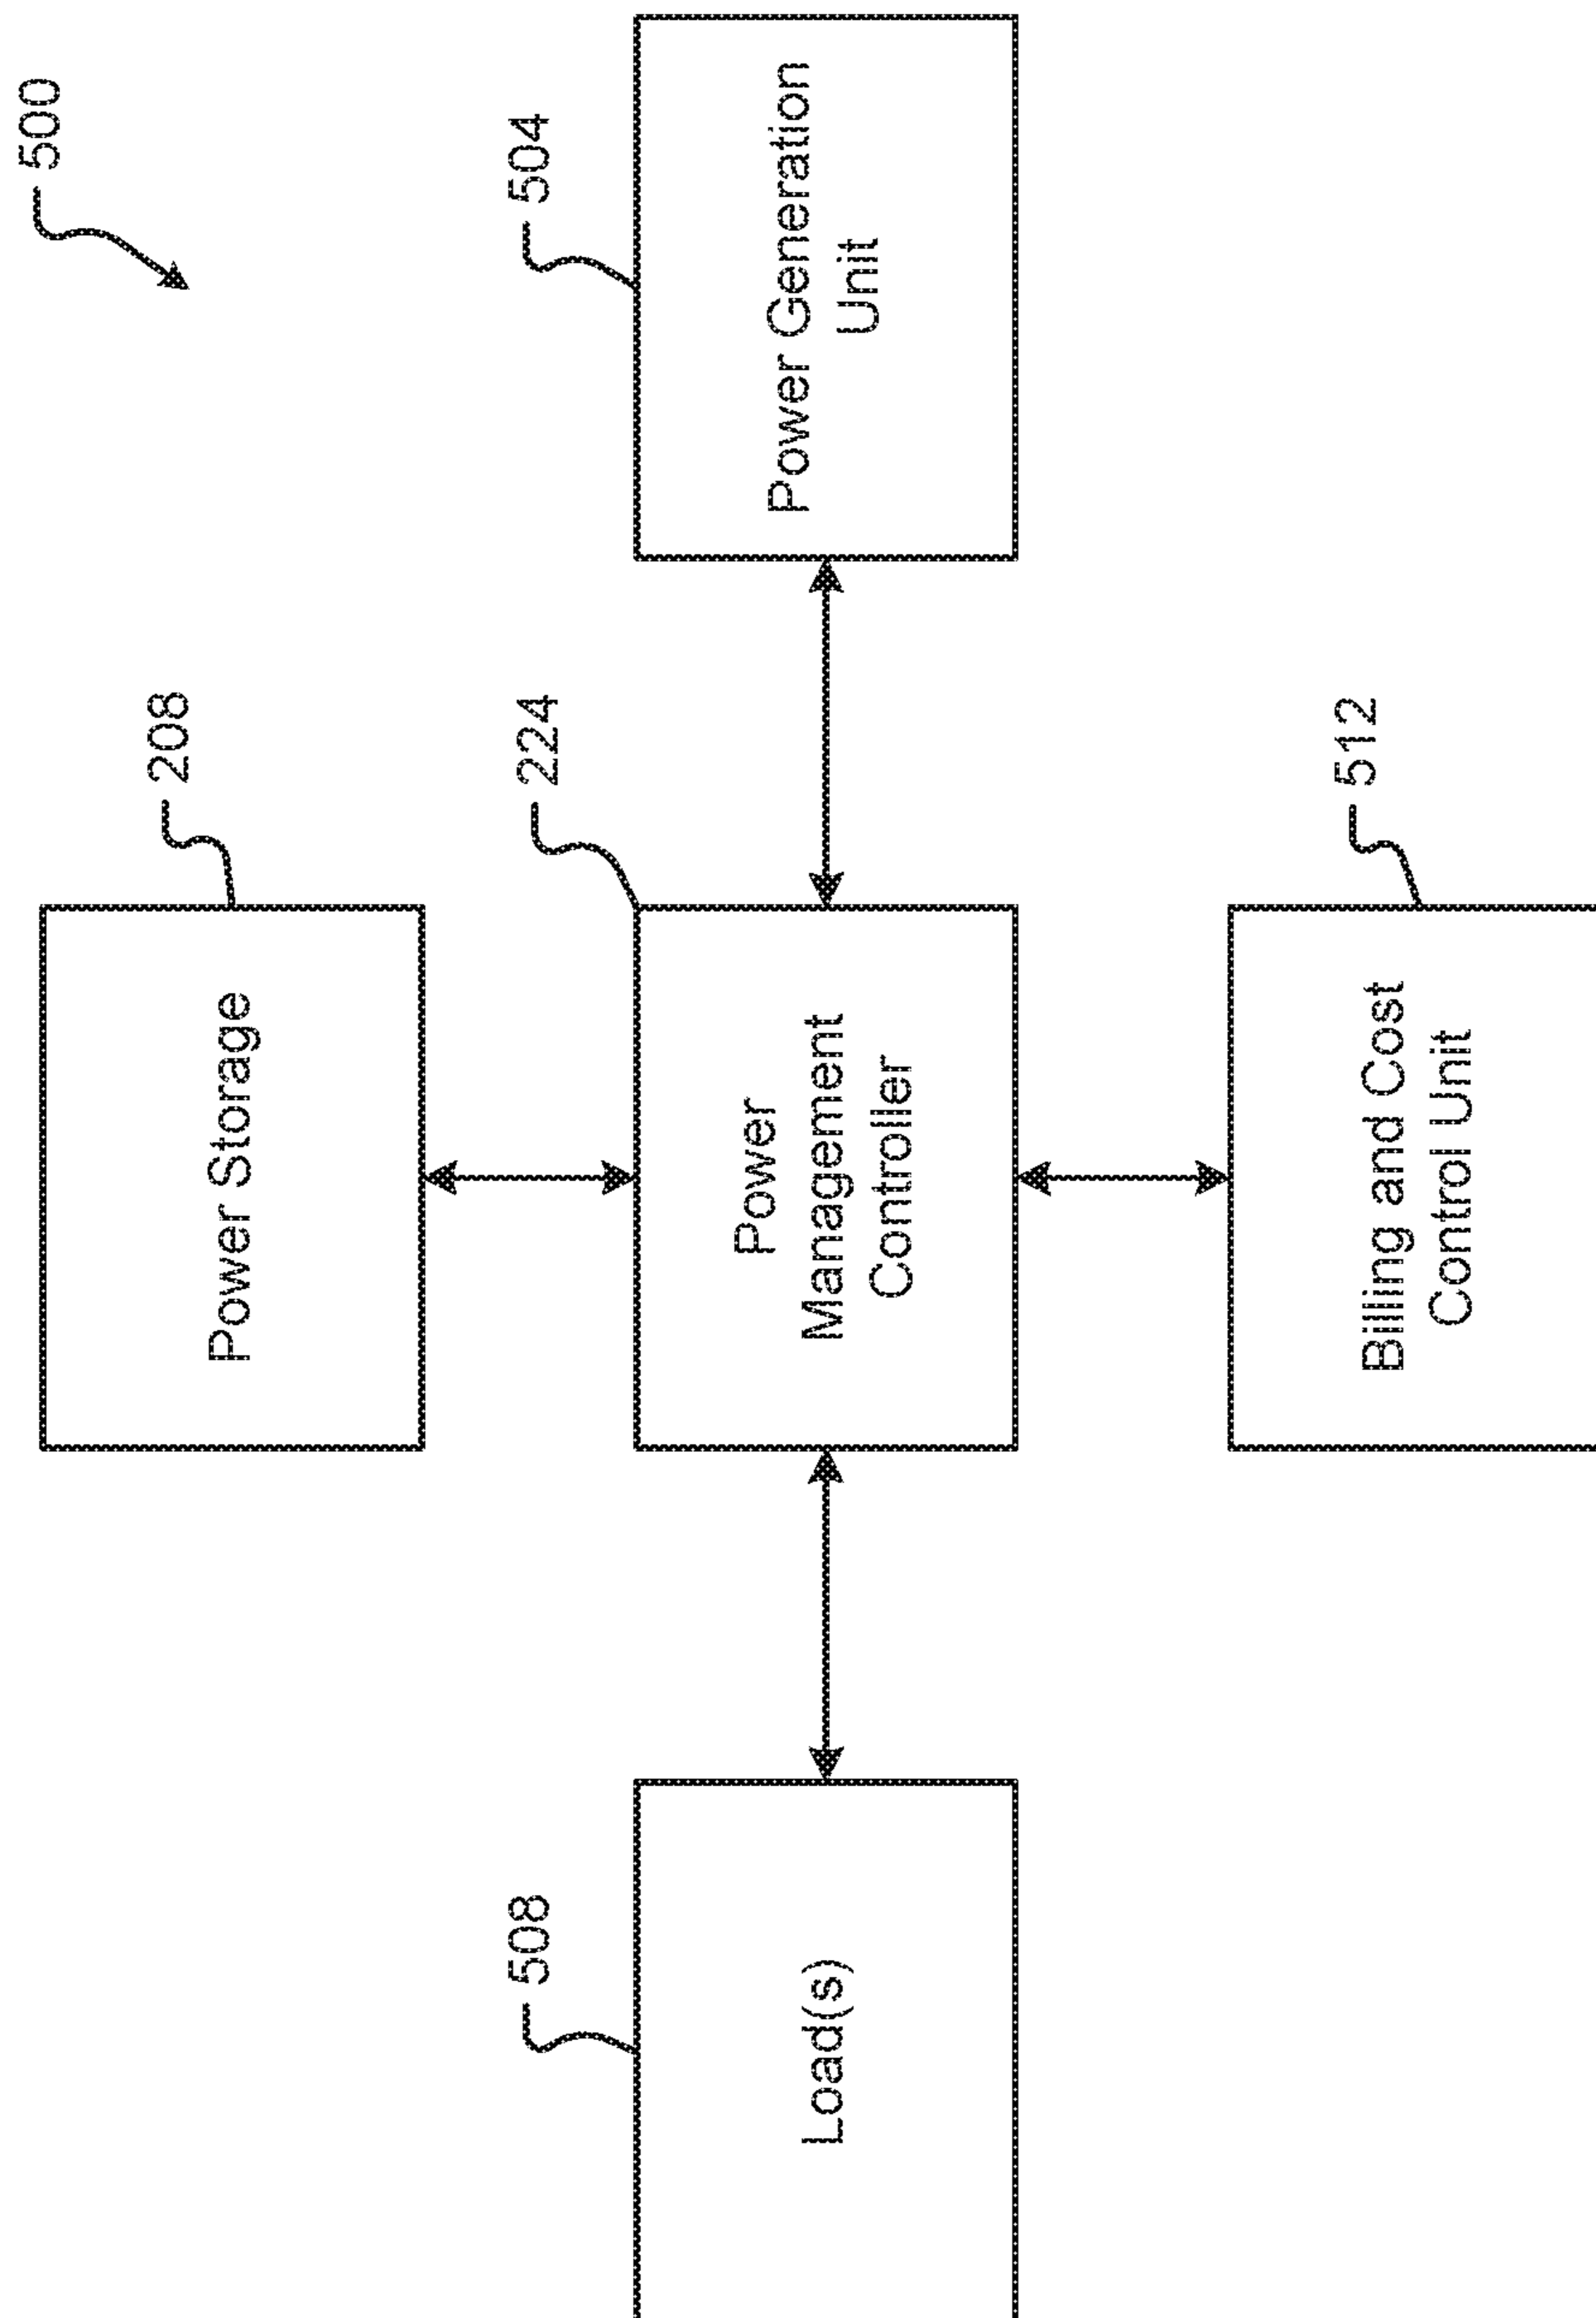 500
208
Power Storage
508
Load(s)
224
Power
Management
Controller
504
Power Generation
Unit
512
Billing and Cost
Control Unit